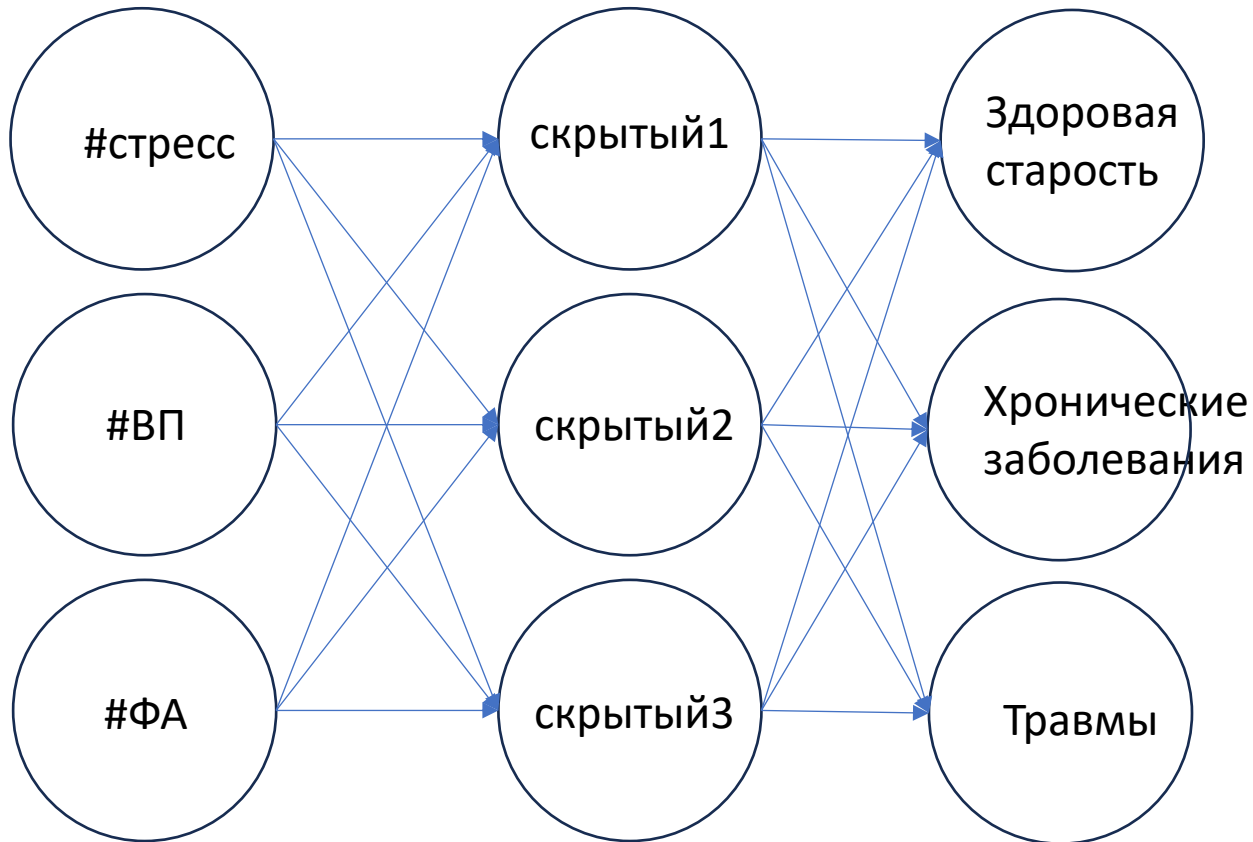 #стресс
скрытый1
Здоровая
старость
#ВП
скрытый2
Хронические
заболевания
#ФА
скрытый3
Травмы